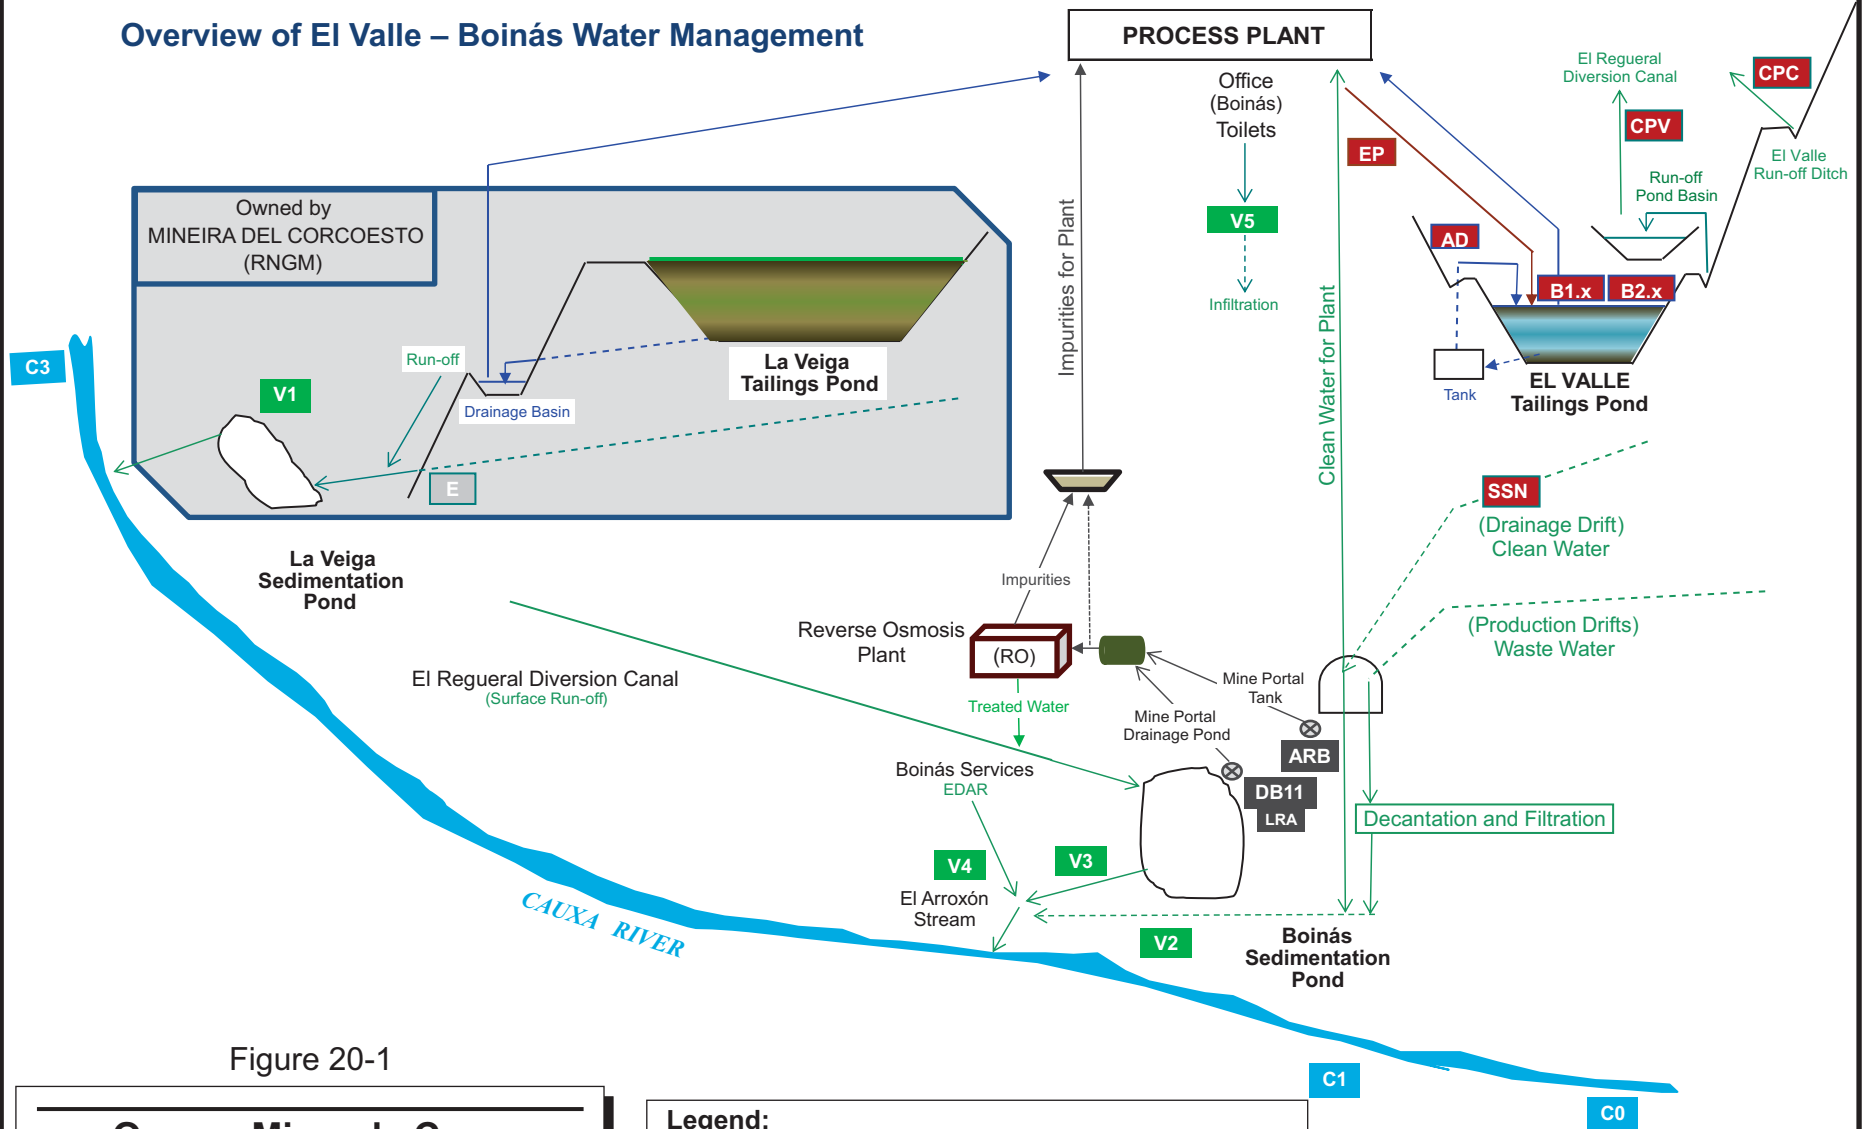 Overview of El Valle – Boinás Water Management
PROCESS PLANT
Office
(Boinás)
Toilets
V5
Infiltration
EP
El Regueral
Diversion Canal
CPC
CPV
El Valle
Run-off Ditch
Run-off
Pond Basin
AD
B1.x
B2.x
Tank
EL VALLE
Tailings Pond
Owned by
MINEIRA DEL CORCOESTO
(RNGM)
La Veiga
Tailings Pond
Run-off
Drainage Basin
C3
V1
E
La Veiga
Sedimentation
Pond
Impurities for Plant
Clean Water for Plant
SSN
(Drainage Drift)
Clean Water
(Production Drifts)
Waste Water
Impurities
Reverse Osmosis
Plant
(RO)
Treated Water
Mine Portal
Tank
Mine Portal
Drainage Pond
ARB
DB11
LRA
El Regueral Diversion Canal
(Surface Run-off)
Boinás Services
EDAR
Decantation and Filtration
V4
V3
El Arroxón
Stream
V2
Boinás
Sedimentation
Pond
CAUXA RIVER
C1
C0
Figure 20-1
Legend: